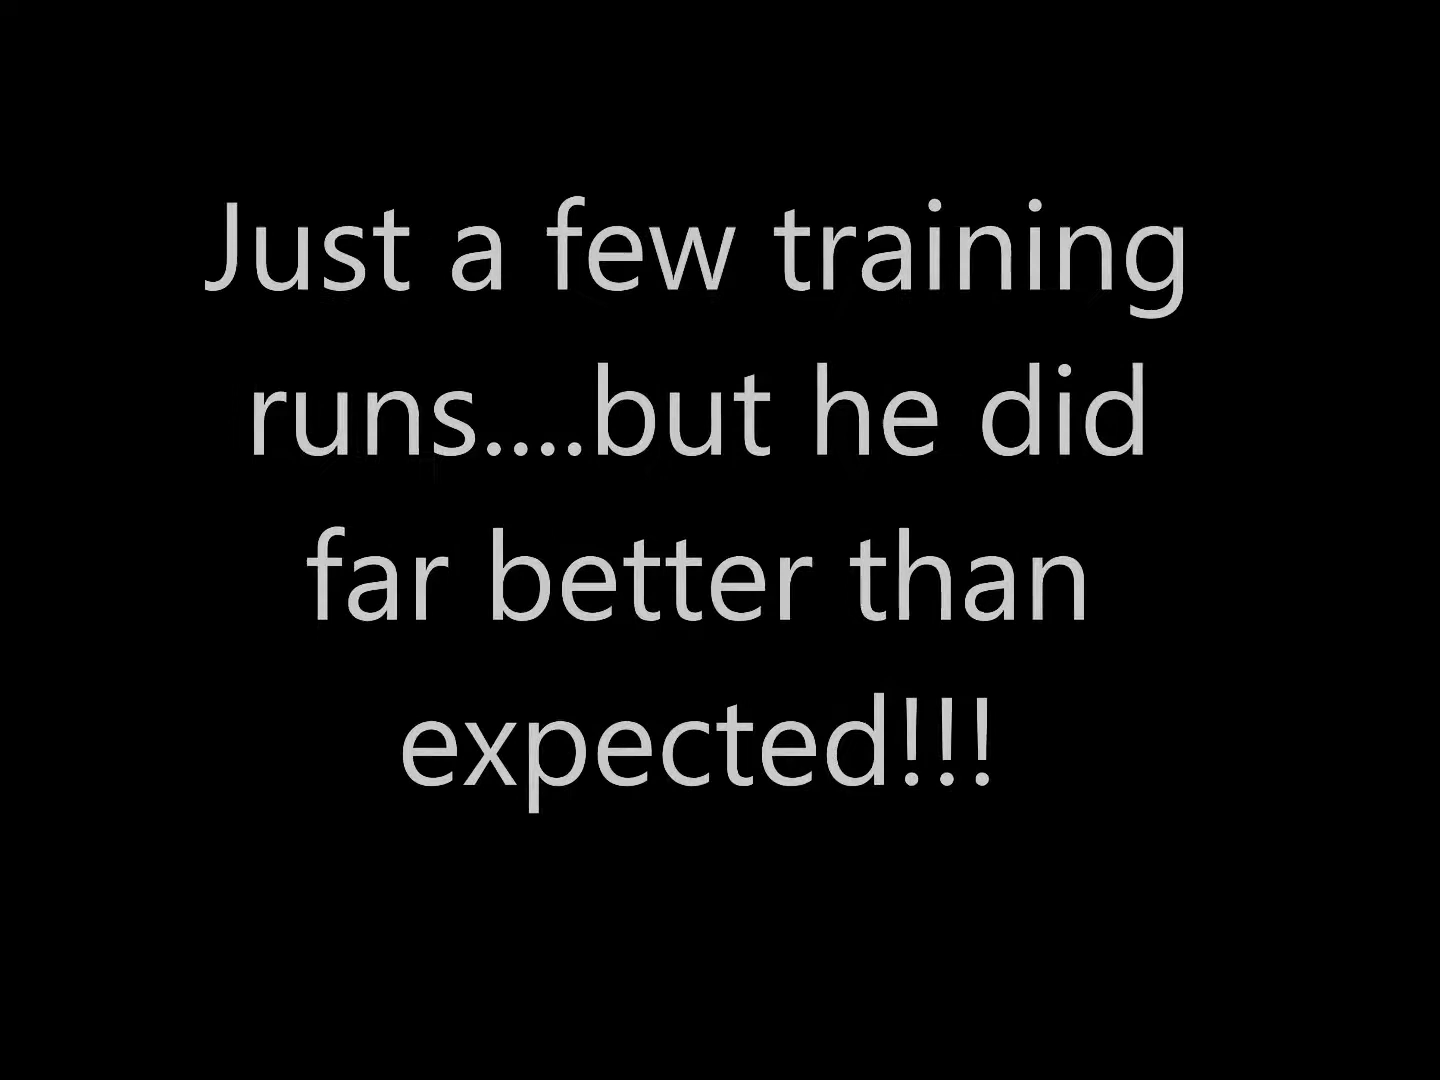 Just a few training
runs....but he did
far better than
expected!!!